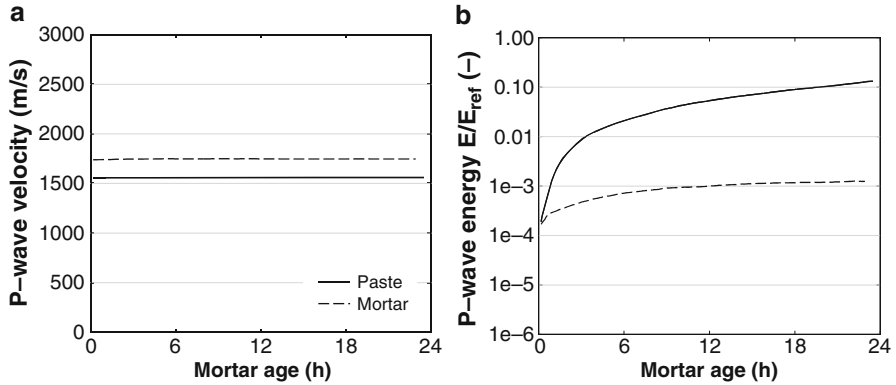 a
P–wave velocity (m/s)
3000
2500
2000
1500
1000
500
0
Paste
Mortar
0 6 12 18 24
Mortar age (h)
b
P–wave energy E/Eref (–)
1.00
0.10
0.01
1e–3
1e–4
1e–5
1e–6
0 6 12 18 24
Mortar age (h)